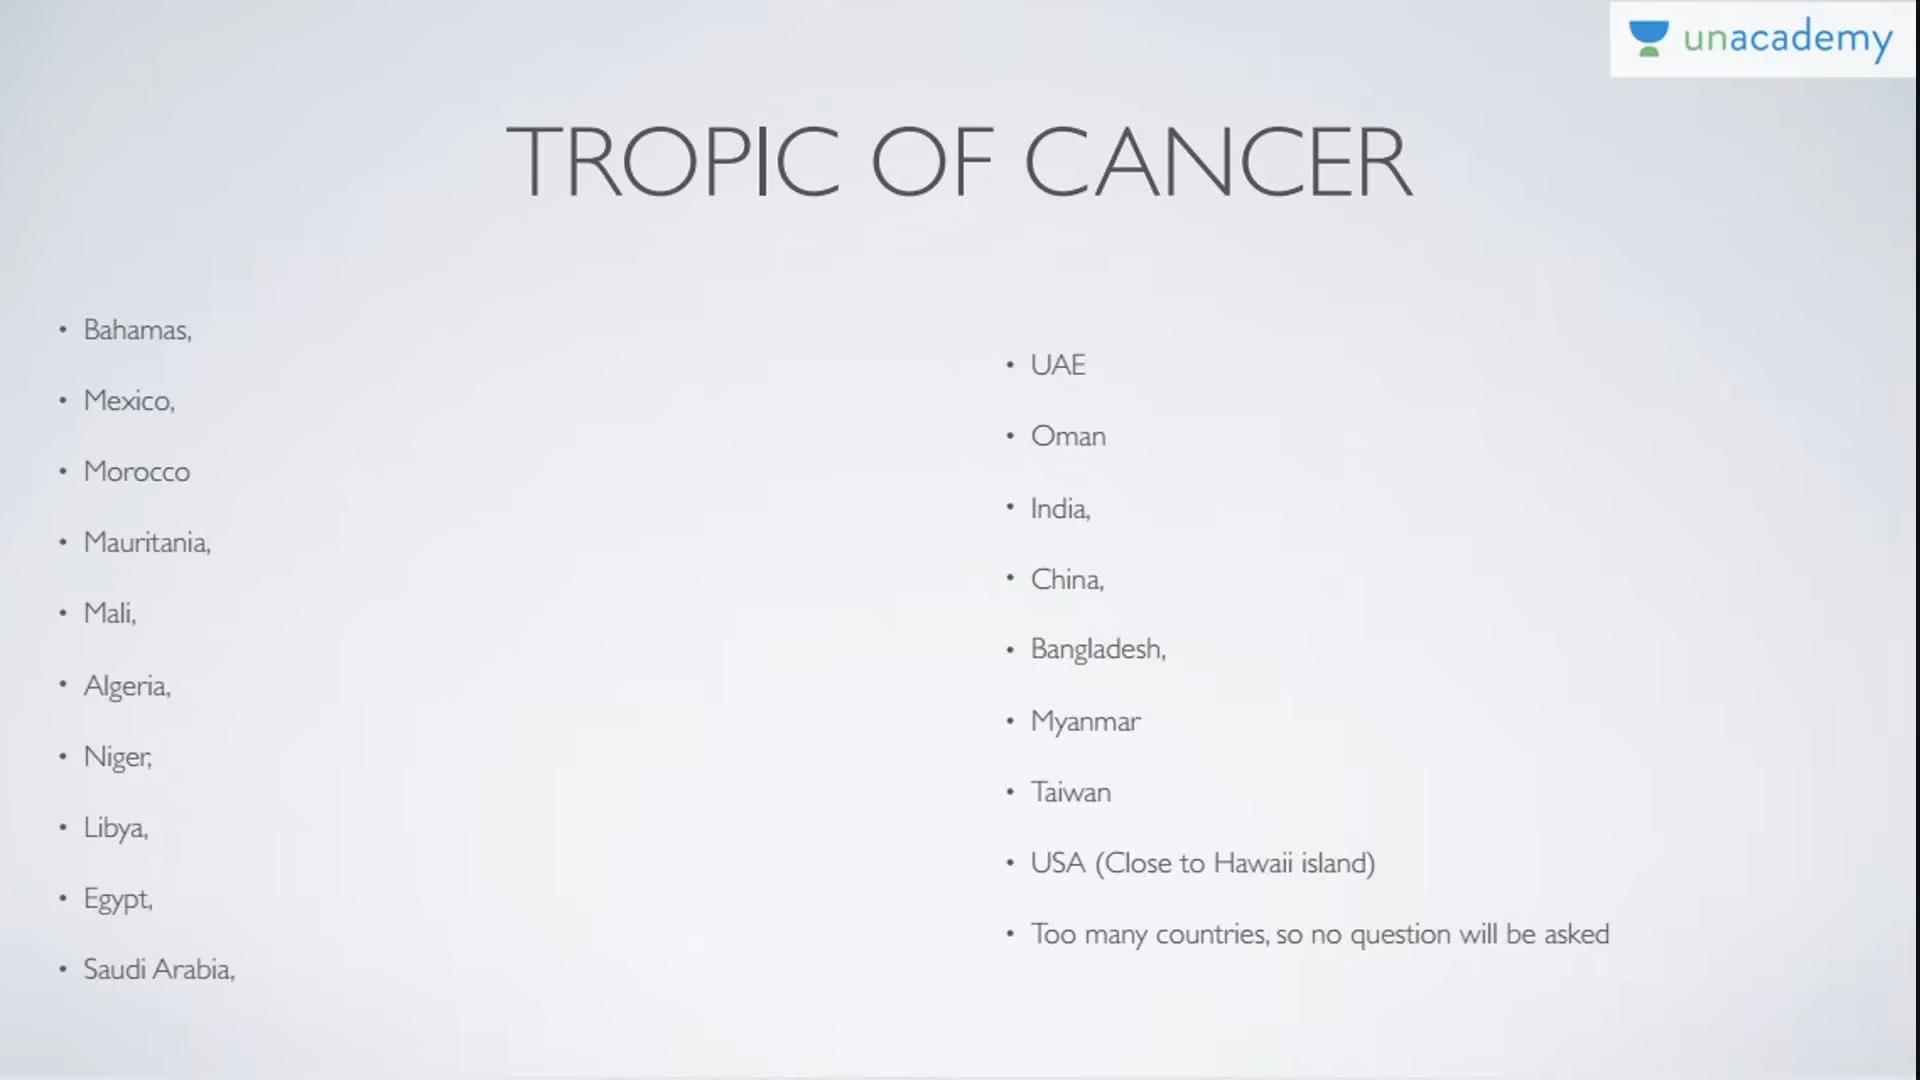 unacademy
TROPIC OF CANCER
• Bahamas,
• Mexico,
• Morocco
• Mauritania,
• Mali,
• Algeria,
• Niger,
• Libya,
• Egypt,
• Saudi Arabia,
• UAE
• Oman
• India,
• China,
• Bangladesh,
• Myanmar
• Taiwan
• USA (Close to Hawaii island)
• Too many countries, so no question will be asked